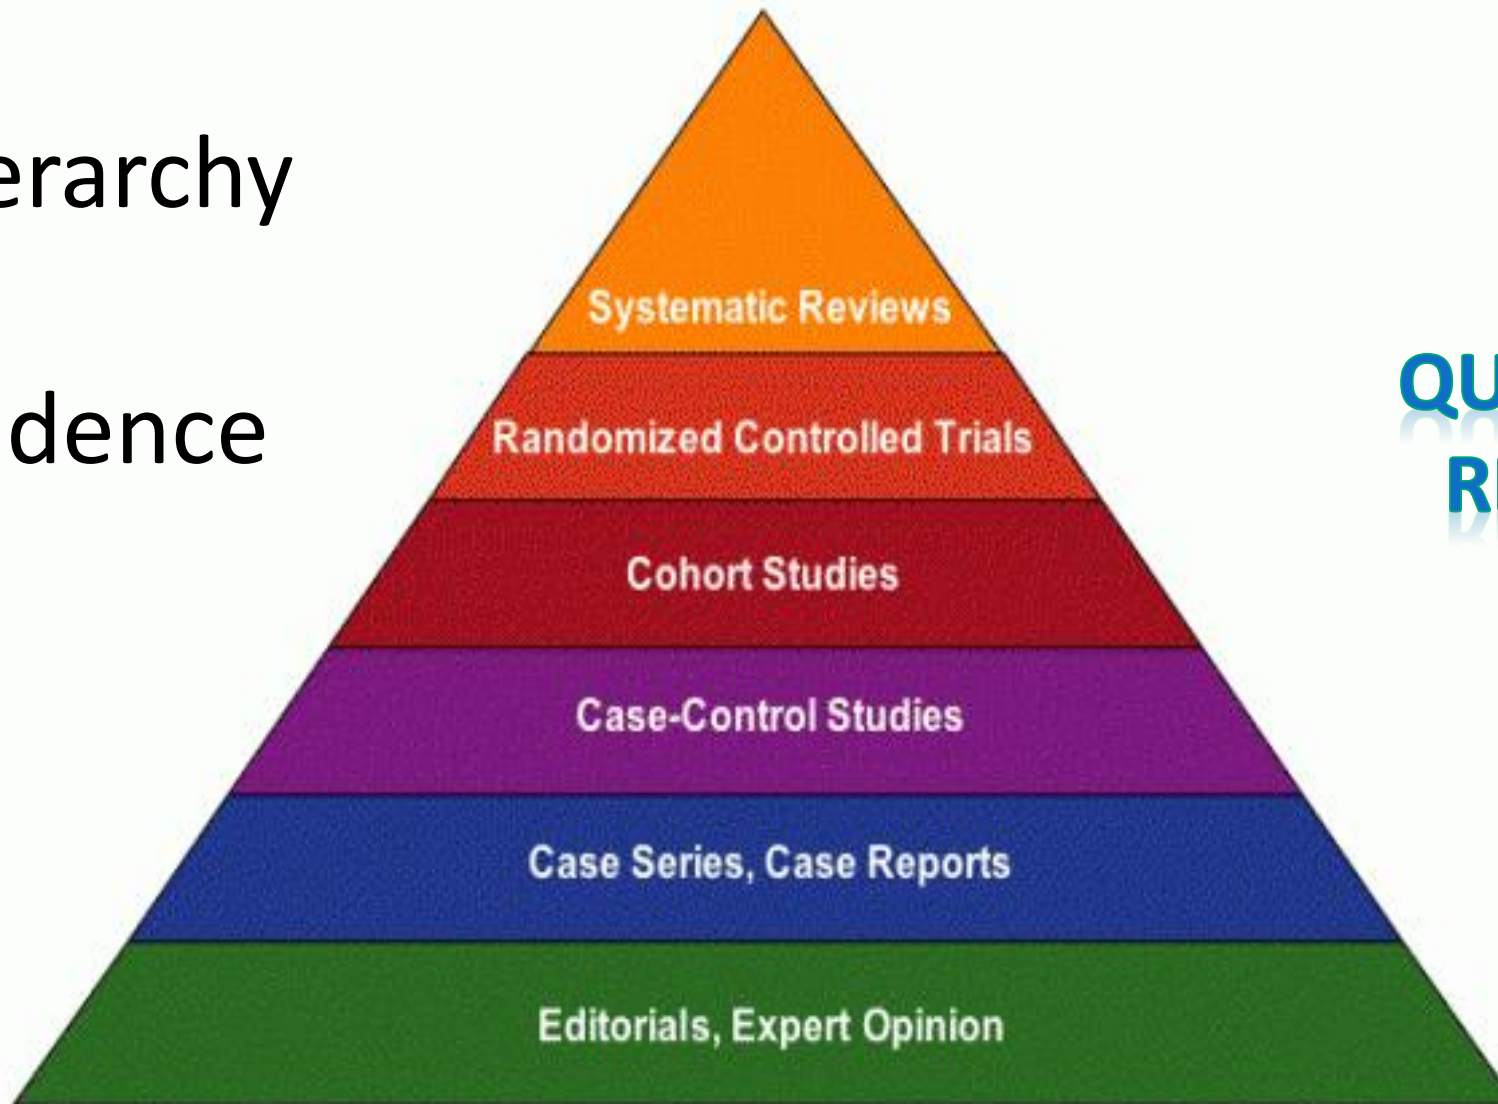 erarchy
dence
Systematic Reviews
Randomized Controlled Trials
Cohort Studies
Case-Control Studies
Case Series, Case Reports
Editorials, Expert Opinion
QU
R